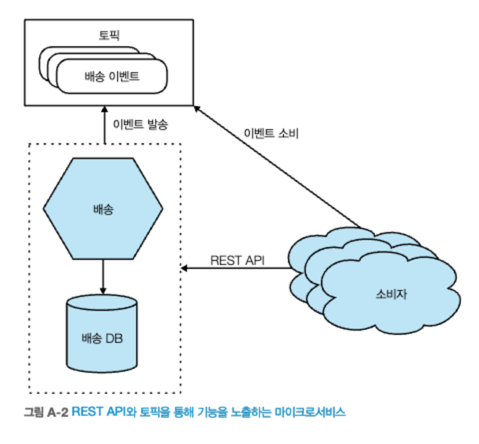 토픽
배송 이벤트
이벤트 발송
이벤트 소비
배송
REST API
소비자
배송 DB
그림 A-2 REST API와 토픽을 통해 기능을 노출하는 마이크로서비스